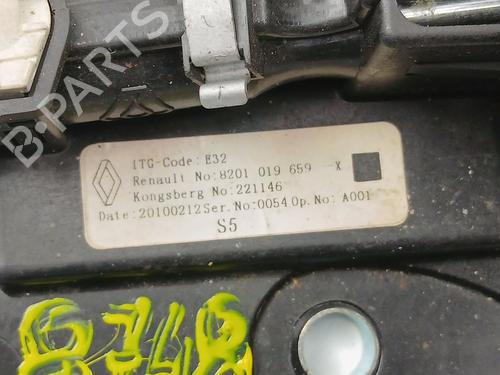 B-PARTS
ITG-Code: E32
Renault No:8201 019 659 -X
Kongsberg No:221146
Date:20100212 Ser.No:0054 Op.No: A001
S5